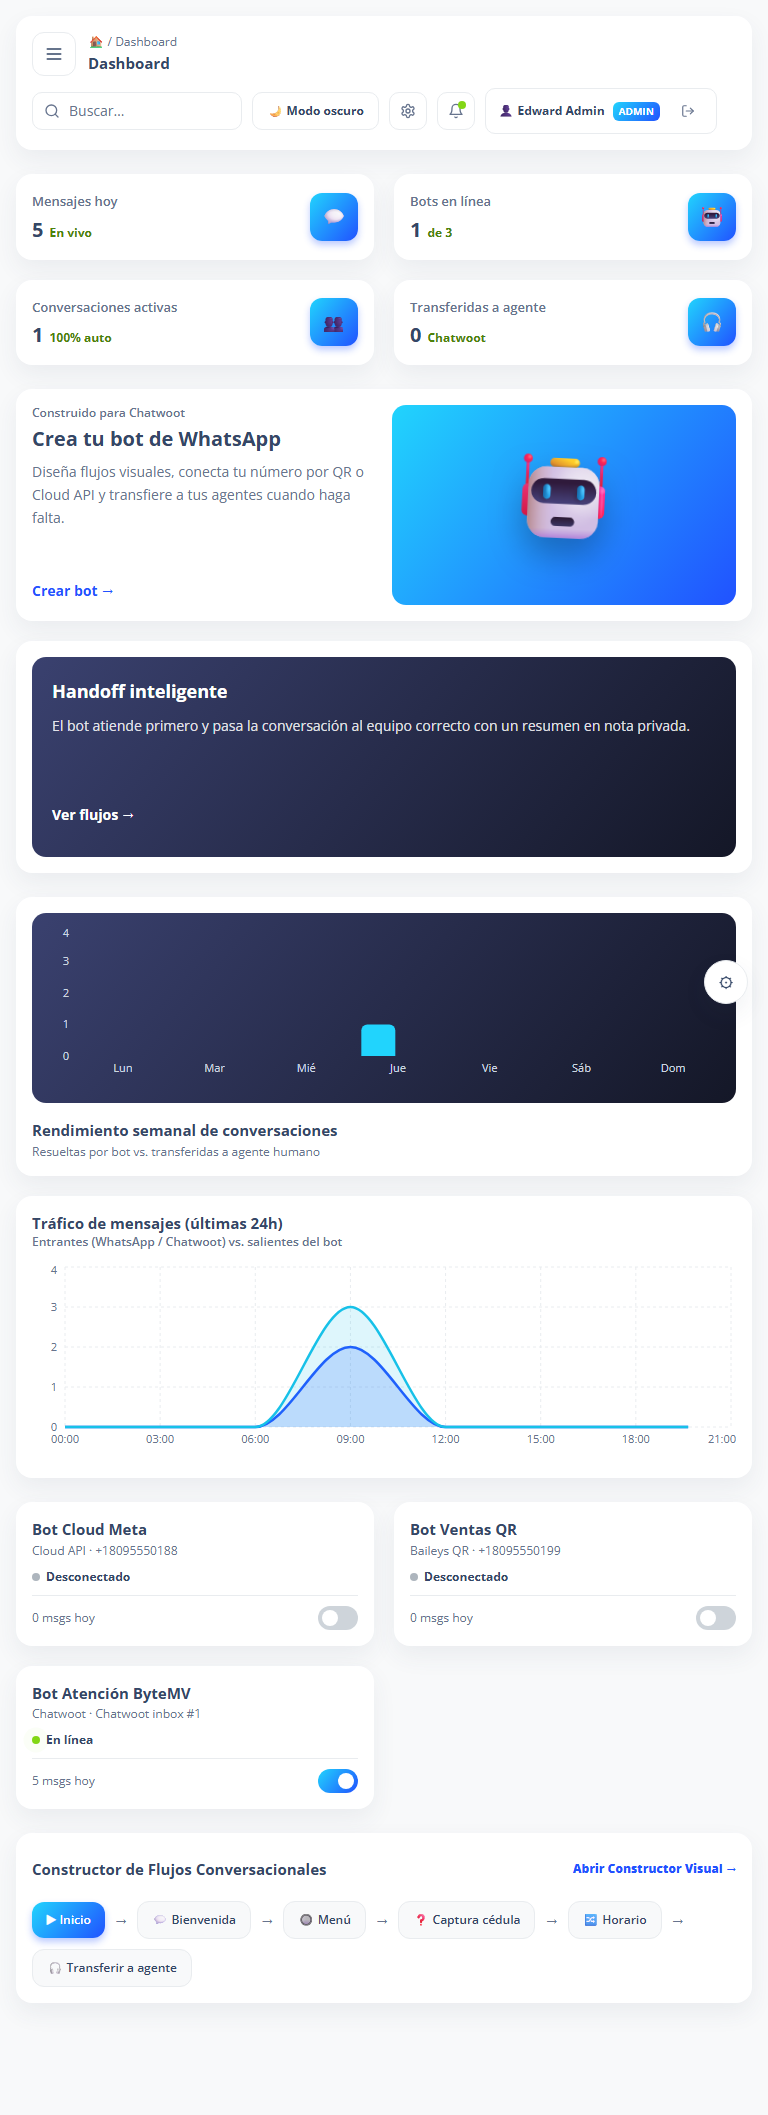 / Dashboard
Dashboard
Buscar...
Modo oscuro
Edward Admin
ADMIN
Mensajes hoy
5 En vivo
Bots en línea
1 de 3
Conversaciones activas
1 100% auto
Transferidas a agente
0 Chatwoot
Construido para Chatwoot
Crea tu bot de WhatsApp
Diseña flujos visuales, conecta tu número por QR o
Cloud API y transfiere a tus agentes cuando haga
falta.
Crear bot →
Handoff inteligente
El bot atiende primero y pasa la conversación al equipo correcto con un resumen en nota privada.
Ver flujos →
4
3
2
1
0
Lun Mar Mié Jue Vie Sáb Dom
Rendimiento semanal de conversaciones
Resueltas por bot vs. transferidas a agente humano
Tráfico de mensajes (últimas 24h)
Entrantes (WhatsApp / Chatwoot) vs. salientes del bot
4
3
2
1
0
00:00 03:00 06:00 09:00 12:00 15:00 18:00 21:00
Bot Cloud Meta
Cloud API · +18095550188
Desconectado
0 msgs hoy
Bot Ventas QR
Baileys QR · +18095550199
Desconectado
0 msgs hoy
Bot Atención ByteMV
Chatwoot · Chatwoot inbox #1
En línea
5 msgs hoy
Constructor de Flujos Conversacionales
Abrir Constructor Visual →
▶ Inicio → Bienvenida → Menú → ❓ Captura cédula → Horario →
Transferir a agente